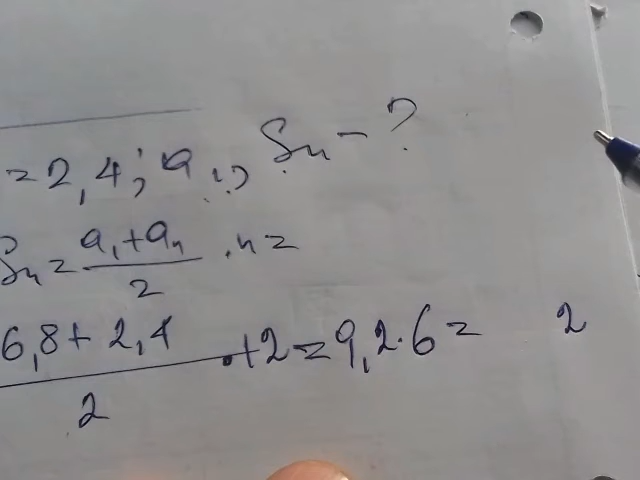 =2,4; a₁, Sₙ - ?
Sₙ = (a₁+aₙ)/2 · n =
(6,8 + 2,4)/2 · 12 = 9,2 · 6 = 2